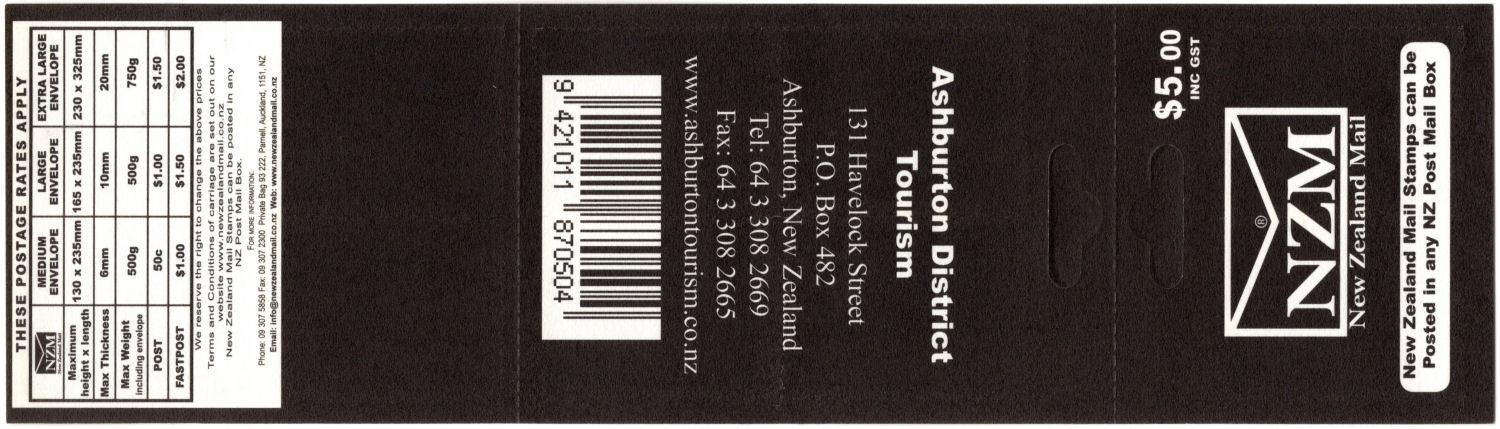 THESE POSTAGE RATES APPLY
NZM New Zealand Mail | MEDIUM ENVELOPE | LARGE ENVELOPE | EXTRA LARGE ENVELOPE
Maximum height x length | 130 x 235mm | 165 x 235mm | 230 x 325mm
Max Thickness | 6mm | 10mm | 20mm
Max Weight including envelope | 500g | 500g | 750g
POST | 50c | $1.00 | $1.50
FASTPOST | $1.00 | $1.50 | $2.00
We reserve the right to change the above prices
Terms and Conditions of carriage are set out on our
website www.newzealandmail.co.nz
New Zealand Mail Stamps can be posted in any
NZ Post Mail Box.
FOR MORE INFORMATION:
Phone: 09 307 5858 Fax: 09 307 2300 Private Bag 93 222, Parnell, Auckland, 1151, NZ
Email: info@newzealandmail.co.nz Web: www.newzealandmail.co.nz
Ashburton District
Tourism
131 Havelock Street
P.O. Box 482
Ashburton, New Zealand
Tel: 64 3 308 2669
Fax: 64 3 308 2665
www.ashburtontourism.co.nz
9 421011 870504
$5.00
INC GST
®
NZM
New Zealand Mail
New Zealand Mail Stamps can be
Posted in any NZ Post Mail Box